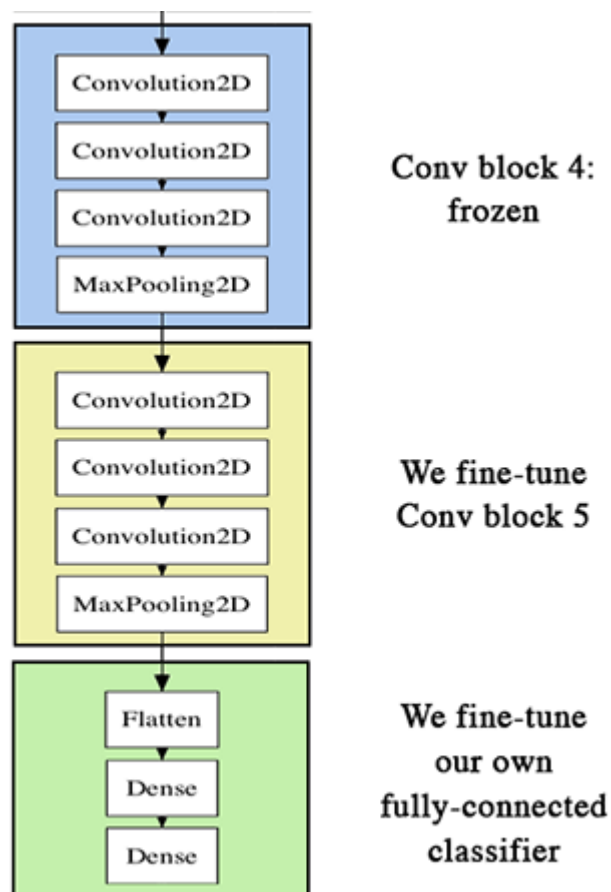 Convolution2D
Convolution2D
Convolution2D
MaxPooling2D
Conv block 4:
frozen
Convolution2D
Convolution2D
Convolution2D
MaxPooling2D
We fine-tune
Conv block 5
Flatten
Dense
Dense
We fine-tune
our own
fully-connected
classifier